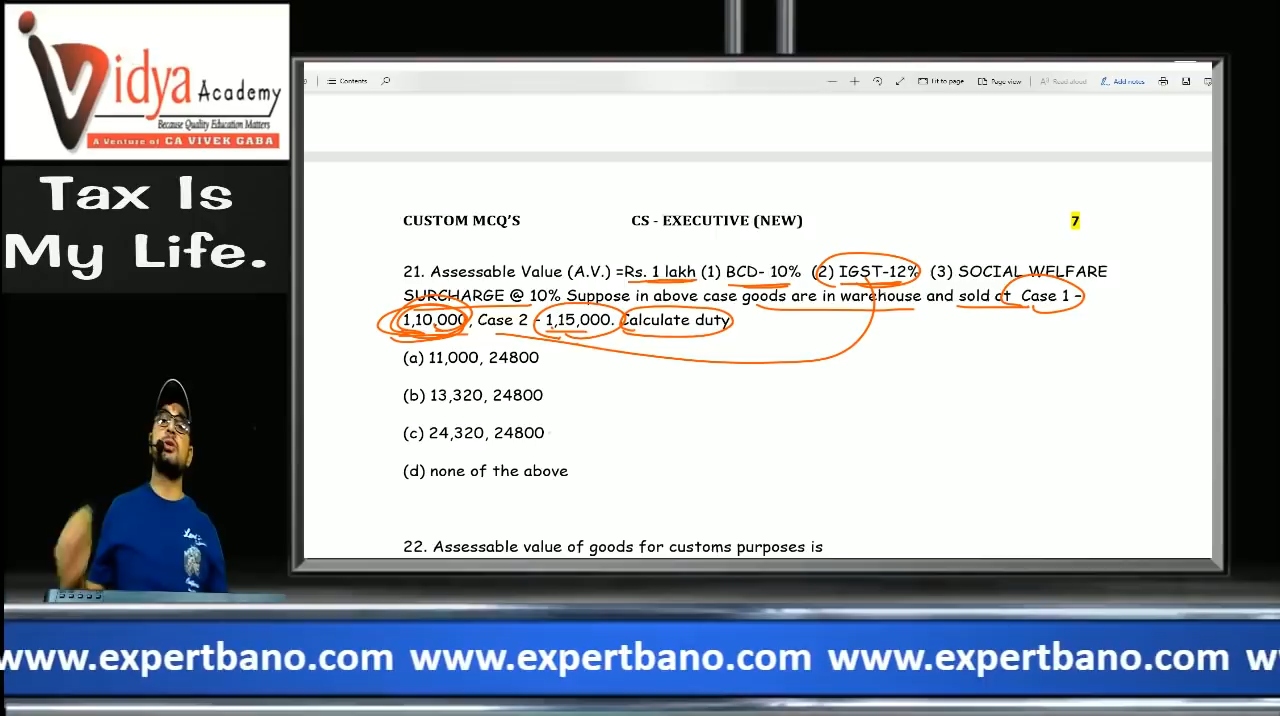 Vidya Academy
Because Quality Education Matters
A Venture of CA VIVEK GABA
Tax Is
My Life.
Contents
Fit to page
Page view
Read aloud
Add notes
CUSTOM MCQ'S CS - EXECUTIVE (NEW) 7
21. Assessable Value (A.V.) =Rs. 1 lakh (1) BCD- 10% (2) IGST-12% (3) SOCIAL WELFARE
SURCHARGE @ 10% Suppose in above case goods are in warehouse and sold at Case 1 –
1,10,000, Case 2 - 1,15,000. Calculate duty
(a) 11,000, 24800
(b) 13,320, 24800
(c) 24,320, 24800
(d) none of the above
22. Assessable value of goods for customs purposes is
www.expertbano.com www.expertbano.com www.expertbano.com w